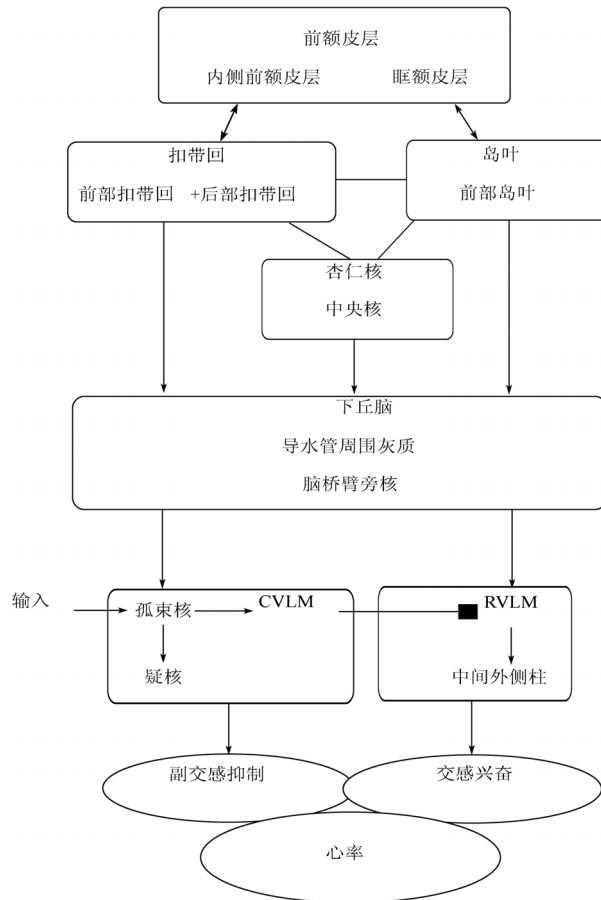 前额皮层
内侧前额皮层 眶额皮层
扣带回 岛叶
前部扣带回 +后部扣带回 前部岛叶
杏仁核
中央核
下丘脑
导水管周围灰质
脑桥臂旁核
输入 孤束核 CVLM RVLM
疑核 中间外侧柱
副交感抑制 交感兴奋
心率